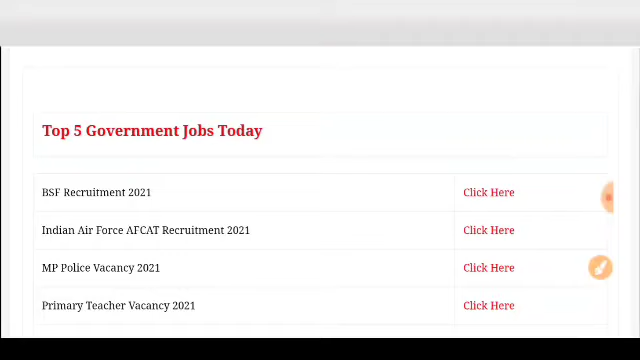 Top 5 Government Jobs Today
BSF Recruitment 2021 Click Here
Indian Air Force AFCAT Recruitment 2021 Click Here
MP Police Vacancy 2021 Click Here
Primary Teacher Vacancy 2021 Click Here